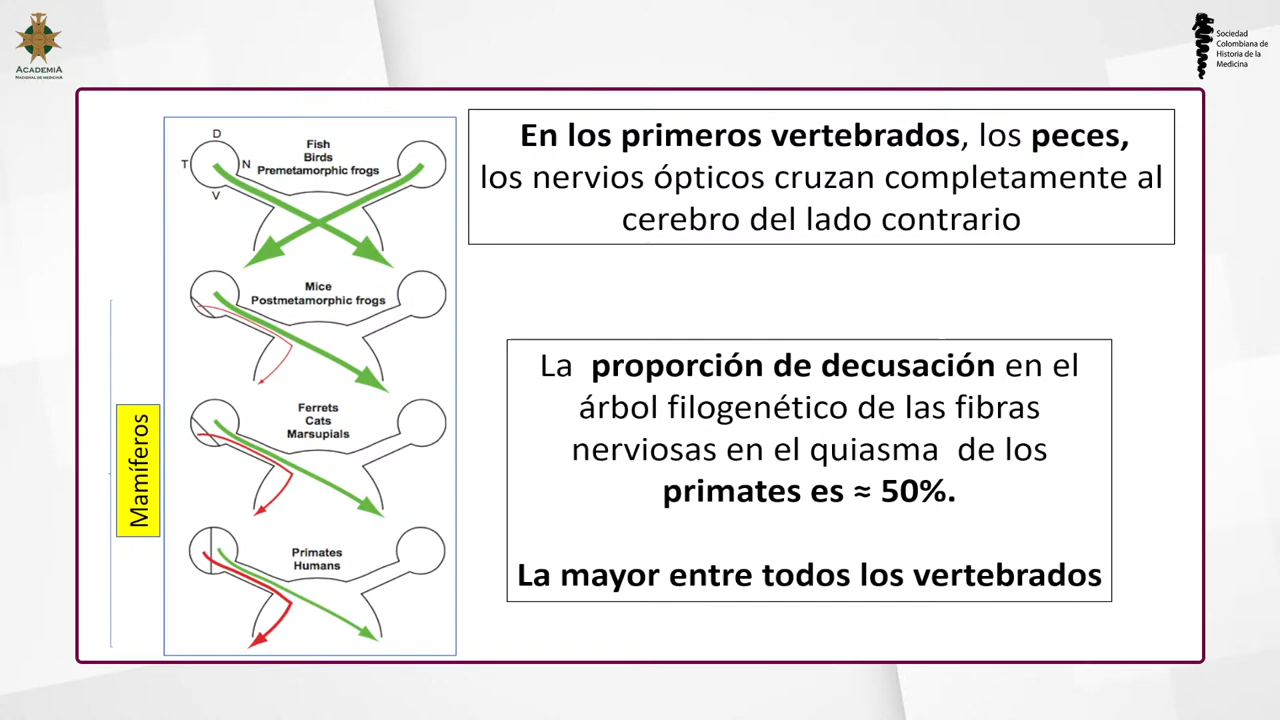 ACADEMIA
NACIONAL DE MEDICINA
Sociedad
Colombiana de
Historia de la
Medicina
D
T
N
V
Fish
Birds
Premetamorphic frogs
Mice
Postmetamorphic frogs
Ferrets
Cats
Marsupials
Primates
Humans
Mamíferos
En los primeros vertebrados, los peces,
los nervios ópticos cruzan completamente al
cerebro del lado contrario
La proporción de decusación en el
árbol filogenético de las fibras
nerviosas en el quiasma de los
primates es ≈ 50%.
La mayor entre todos los vertebrados